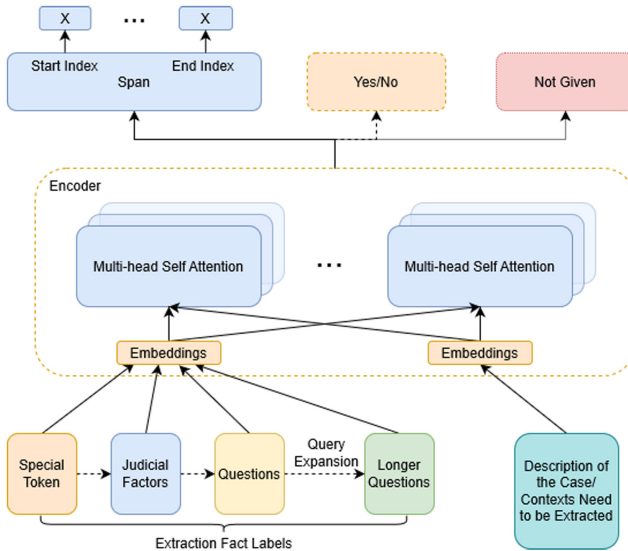 X ... X
Start Index End Index
Span
Yes/No
Not Given
Encoder
Multi-head Self Attention
...
Multi-head Self Attention
Embeddings
Embeddings
Special
Token
Judicial
Factors
Questions
Query
Expansion
Longer
Questions
Description of
the Case/
Contexts Need
to be Extracted
Extraction Fact Labels